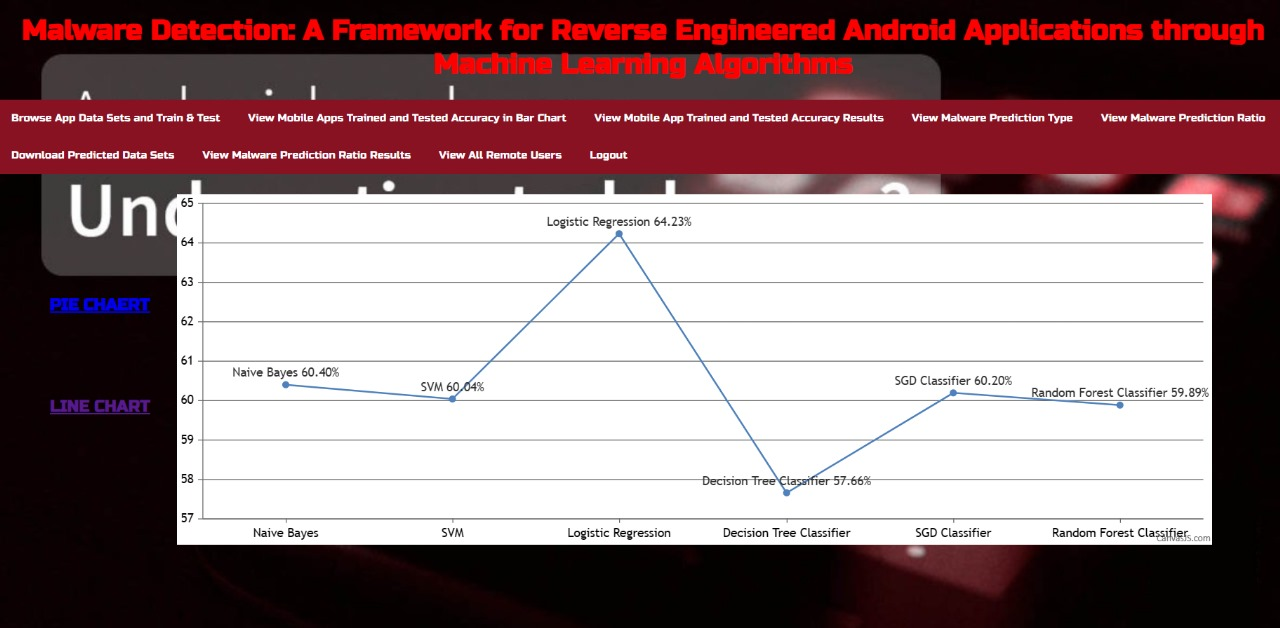 Malware Detection: A Framework for Reverse Engineered Android Applications through
Machine Learning Algorithms
Browse App Data Sets and Train & Test View Mobile Apps Trained and Tested Accuracy in Bar Chart View Mobile App Trained and Tested Accuracy Results View Malware Prediction Type View Malware Prediction Ratio
Download Predicted Data Sets View Malware Prediction Ratio Results View All Remote Users Logout
PIE CHAERT
LINE CHART
65
64
63
62
61
60
59
58
57
Logistic Regression 64.23%
Naive Bayes 60.40%
SVM 60.04%
SGD Classifier 60.20%
Random Forest Classifier 59.89%
Decision Tree Classifier 57.66%
Naive Bayes SVM Logistic Regression Decision Tree Classifier SGD Classifier Random Forest Classifier
CanvasJS.com